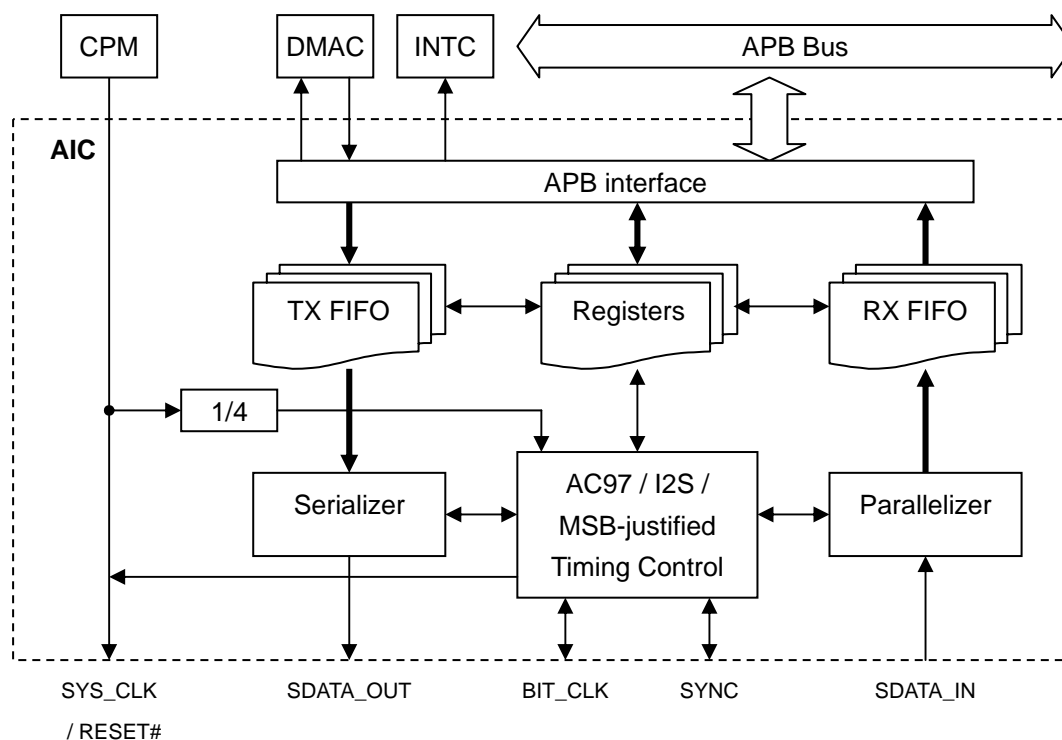 CPM
DMAC
INTC
APB Bus
AIC
APB interface
TX FIFO
Registers
RX FIFO
1/4
Serializer
AC97 / I2S /
MSB-justified
Timing Control
Parallelizer
SYS_CLK
/ RESET#
SDATA_OUT
BIT_CLK
SYNC
SDATA_IN